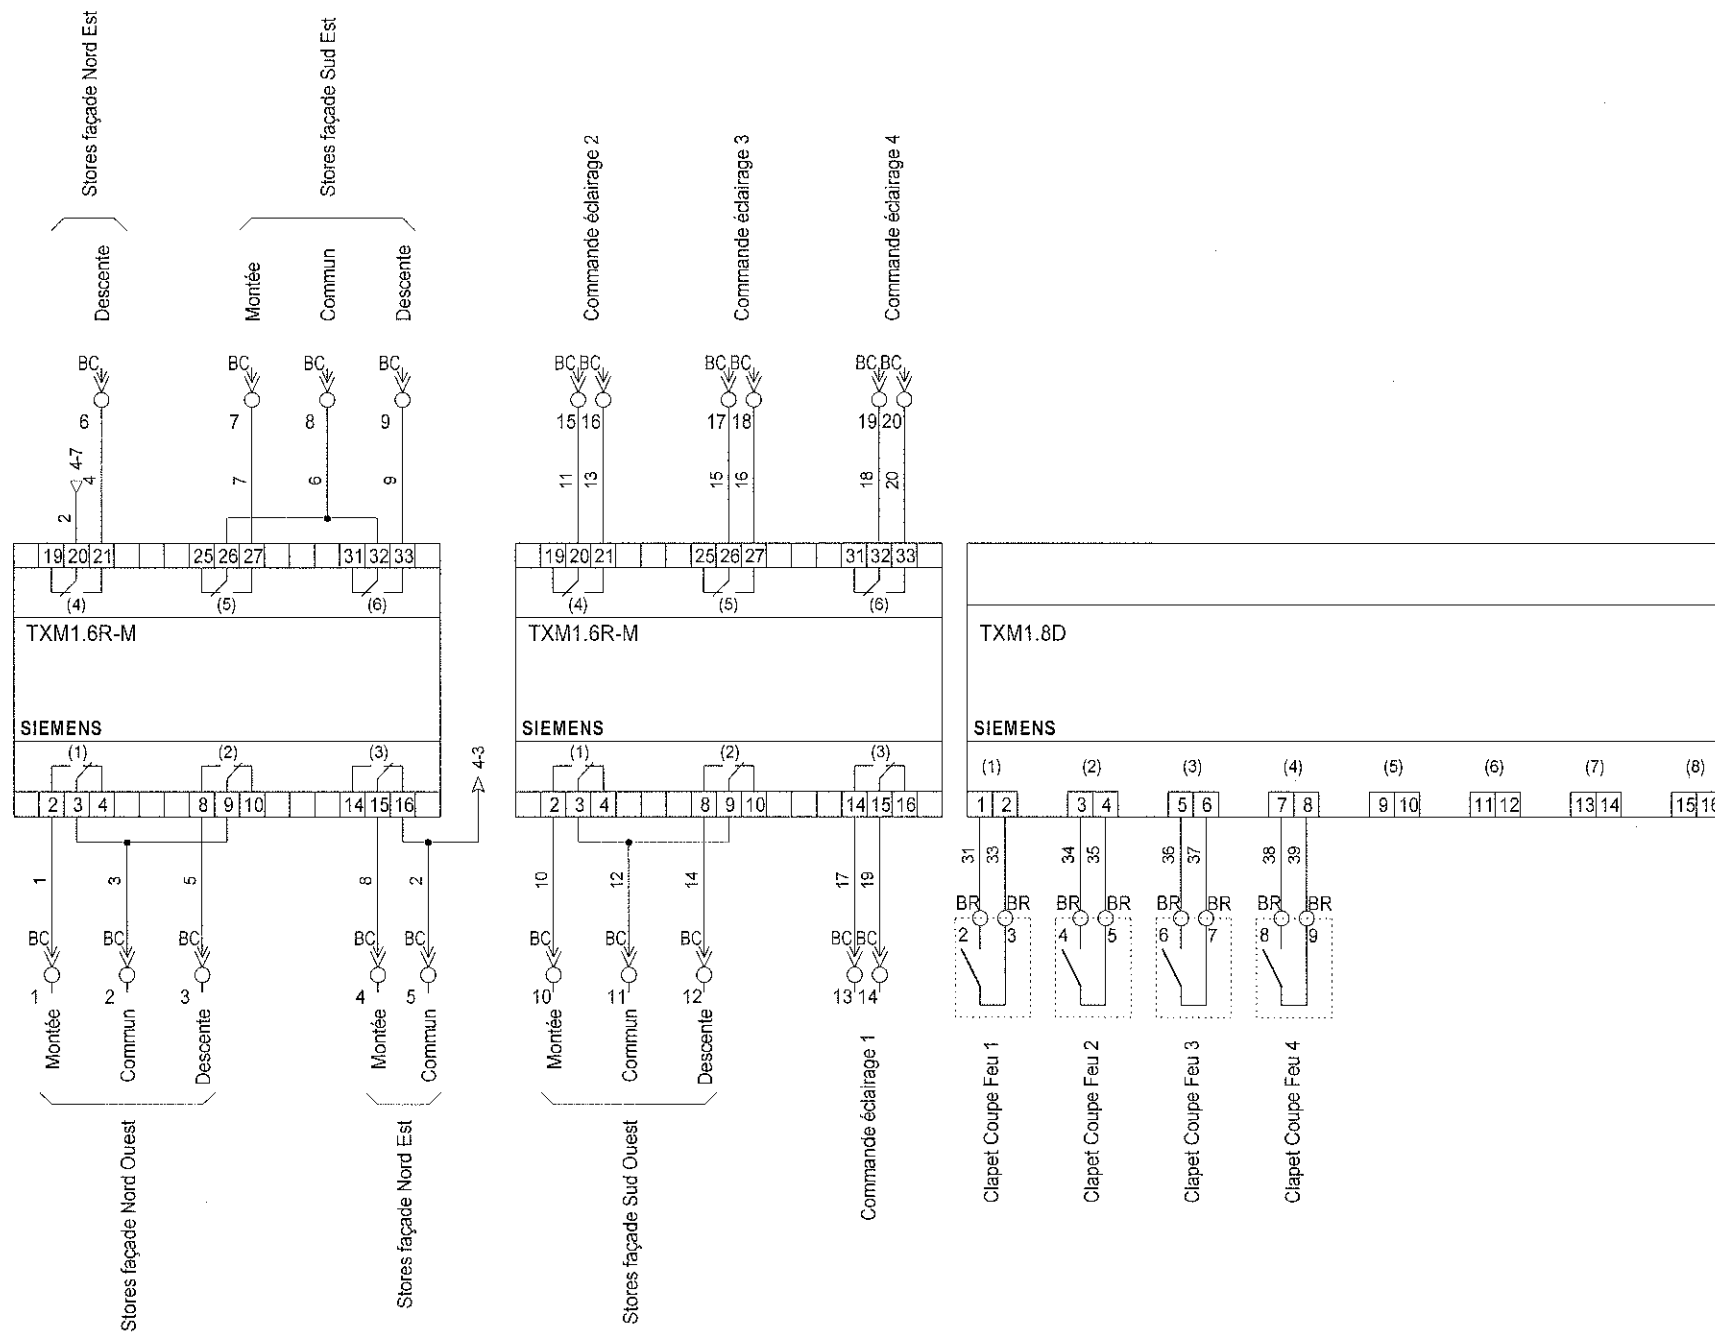 Stores façade Nord Est
Stores façade Sud Est
Descente
Montée
Commun
Descente
Commande éclairage 2
Commande éclairage 3
Commande éclairage 4
BC BC BC BC BC BC BC BC BC BC
6 7 8 9 15 16 17 18 19 20
4-7
2 4 7 6 9 11 13 15 16 18 20
19 20 21 25 26 27 31 32 33
(4) (5) (6)
TXM1.6R-M
SIEMENS
(1) (2) (3)
2 3 4 8 9 10 14 15 16
4-3
19 20 21 25 26 27 31 32 33
(4) (5) (6)
TXM1.6R-M
SIEMENS
(1) (2) (3)
2 3 4 8 9 10 14 15 16
TXM1.8D
SIEMENS
(1) (2) (3) (4) (5) (6) (7) (8)
1 2 3 4 5 6 7 8 9 10 11 12 13 14 15 16
1 3 5 8 2 10 12 14 17 19
31 33 34 35 36 37 38 39
BR BR BR BR BR BR BR BR
2 3 4 5 6 7 8 9
BC BC BC BC BC BC BC BC BC BC
1 2 3 4 5 10 11 12 13 14
Montée
Commun
Descente
Stores façade Nord Ouest
Montée
Commun
Stores façade Nord Est
Montée
Commun
Descente
Stores façade Sud Ouest
Commande éclairage 1
Clapet Coupe Feu 1
Clapet Coupe Feu 2
Clapet Coupe Feu 3
Clapet Coupe Feu 4